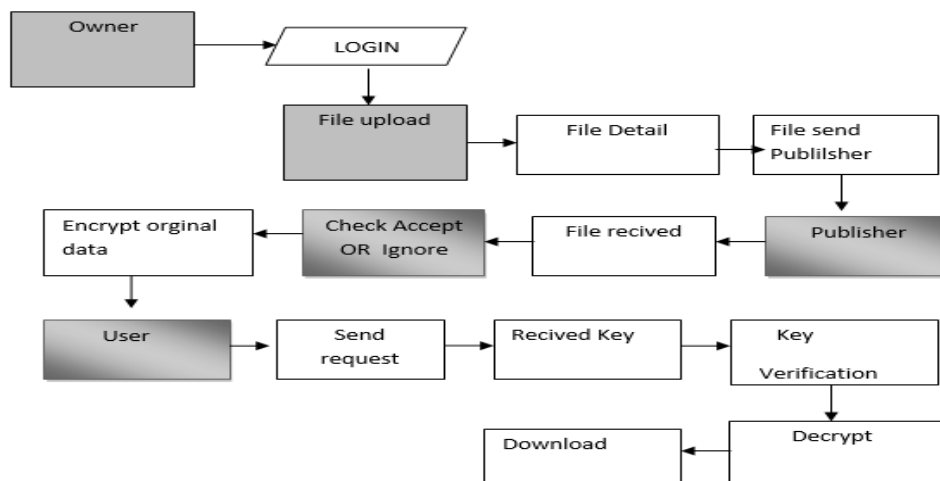 Owner
LOGIN
File upload
File Detail
File send
Publilsher
Encrypt orginal
data
Check Accept
OR Ignore
File recived
Publisher
User
Send
request
Recived Key
Key
Verification
Download
Decrypt